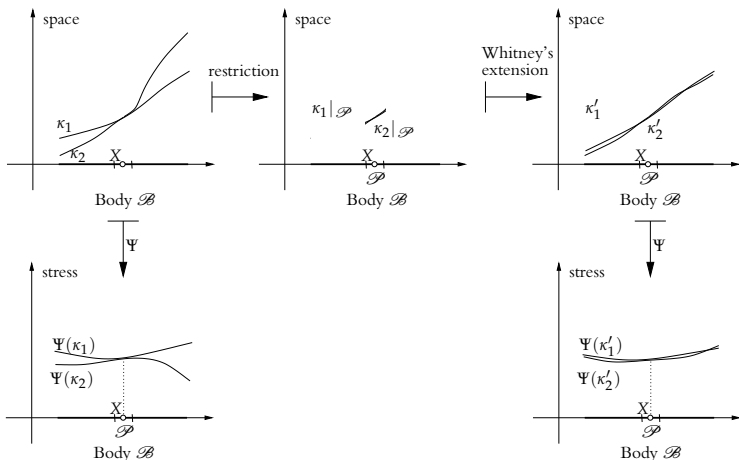 space
κ₁
κ₂
X
Body ℬ
restriction
space
κ₁|𝒫
κ₂|𝒫
X
𝒫
Body ℬ
Whitney's
extension
space
κ′₁
κ′₂
X
𝒫
Body ℬ
Ψ
Ψ
stress
Ψ(κ₁)
Ψ(κ₂)
X
𝒫
Body ℬ
stress
Ψ(κ′₁)
Ψ(κ′₂)
X
𝒫
Body ℬ